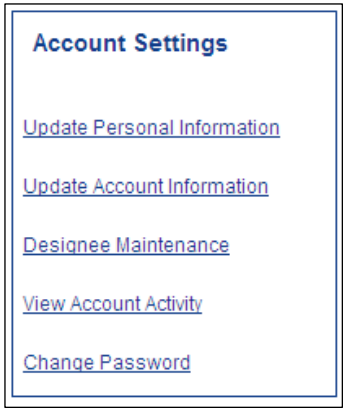 Account Settings
Update Personal Information
Update Account Information
Designee Maintenance
View Account Activity
Change Password